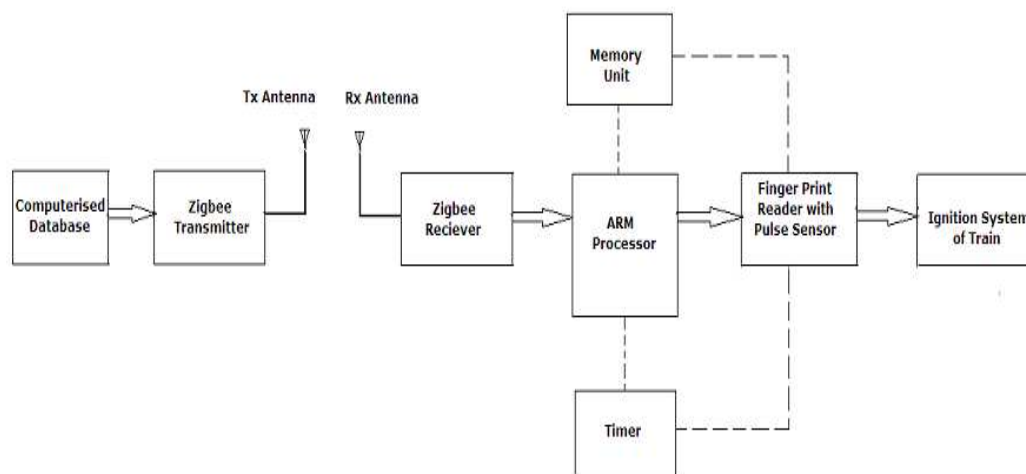 Memory
Unit
Tx Antenna
Rx Antenna
Computerised
Database
Zigbee
Transmitter
Zigbee
Reciever
ARM
Processor
Finger Print
Reader with
Pulse Sensor
Ignition System
of Train
Timer